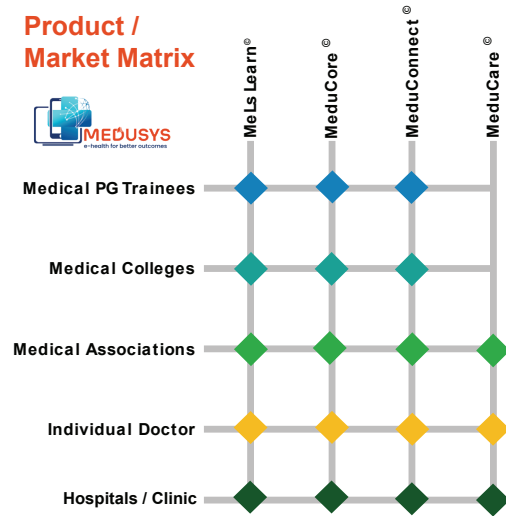 Product /
Market Matrix
MEDUSYS
e-health for better outcomes
MeLs Learn©
MeduCore ©
MeduConnect ©
MeduCare ©
Medical PG Trainees
Medical Colleges
Medical Associations
Individual Doctor
Hospitals / Clinic